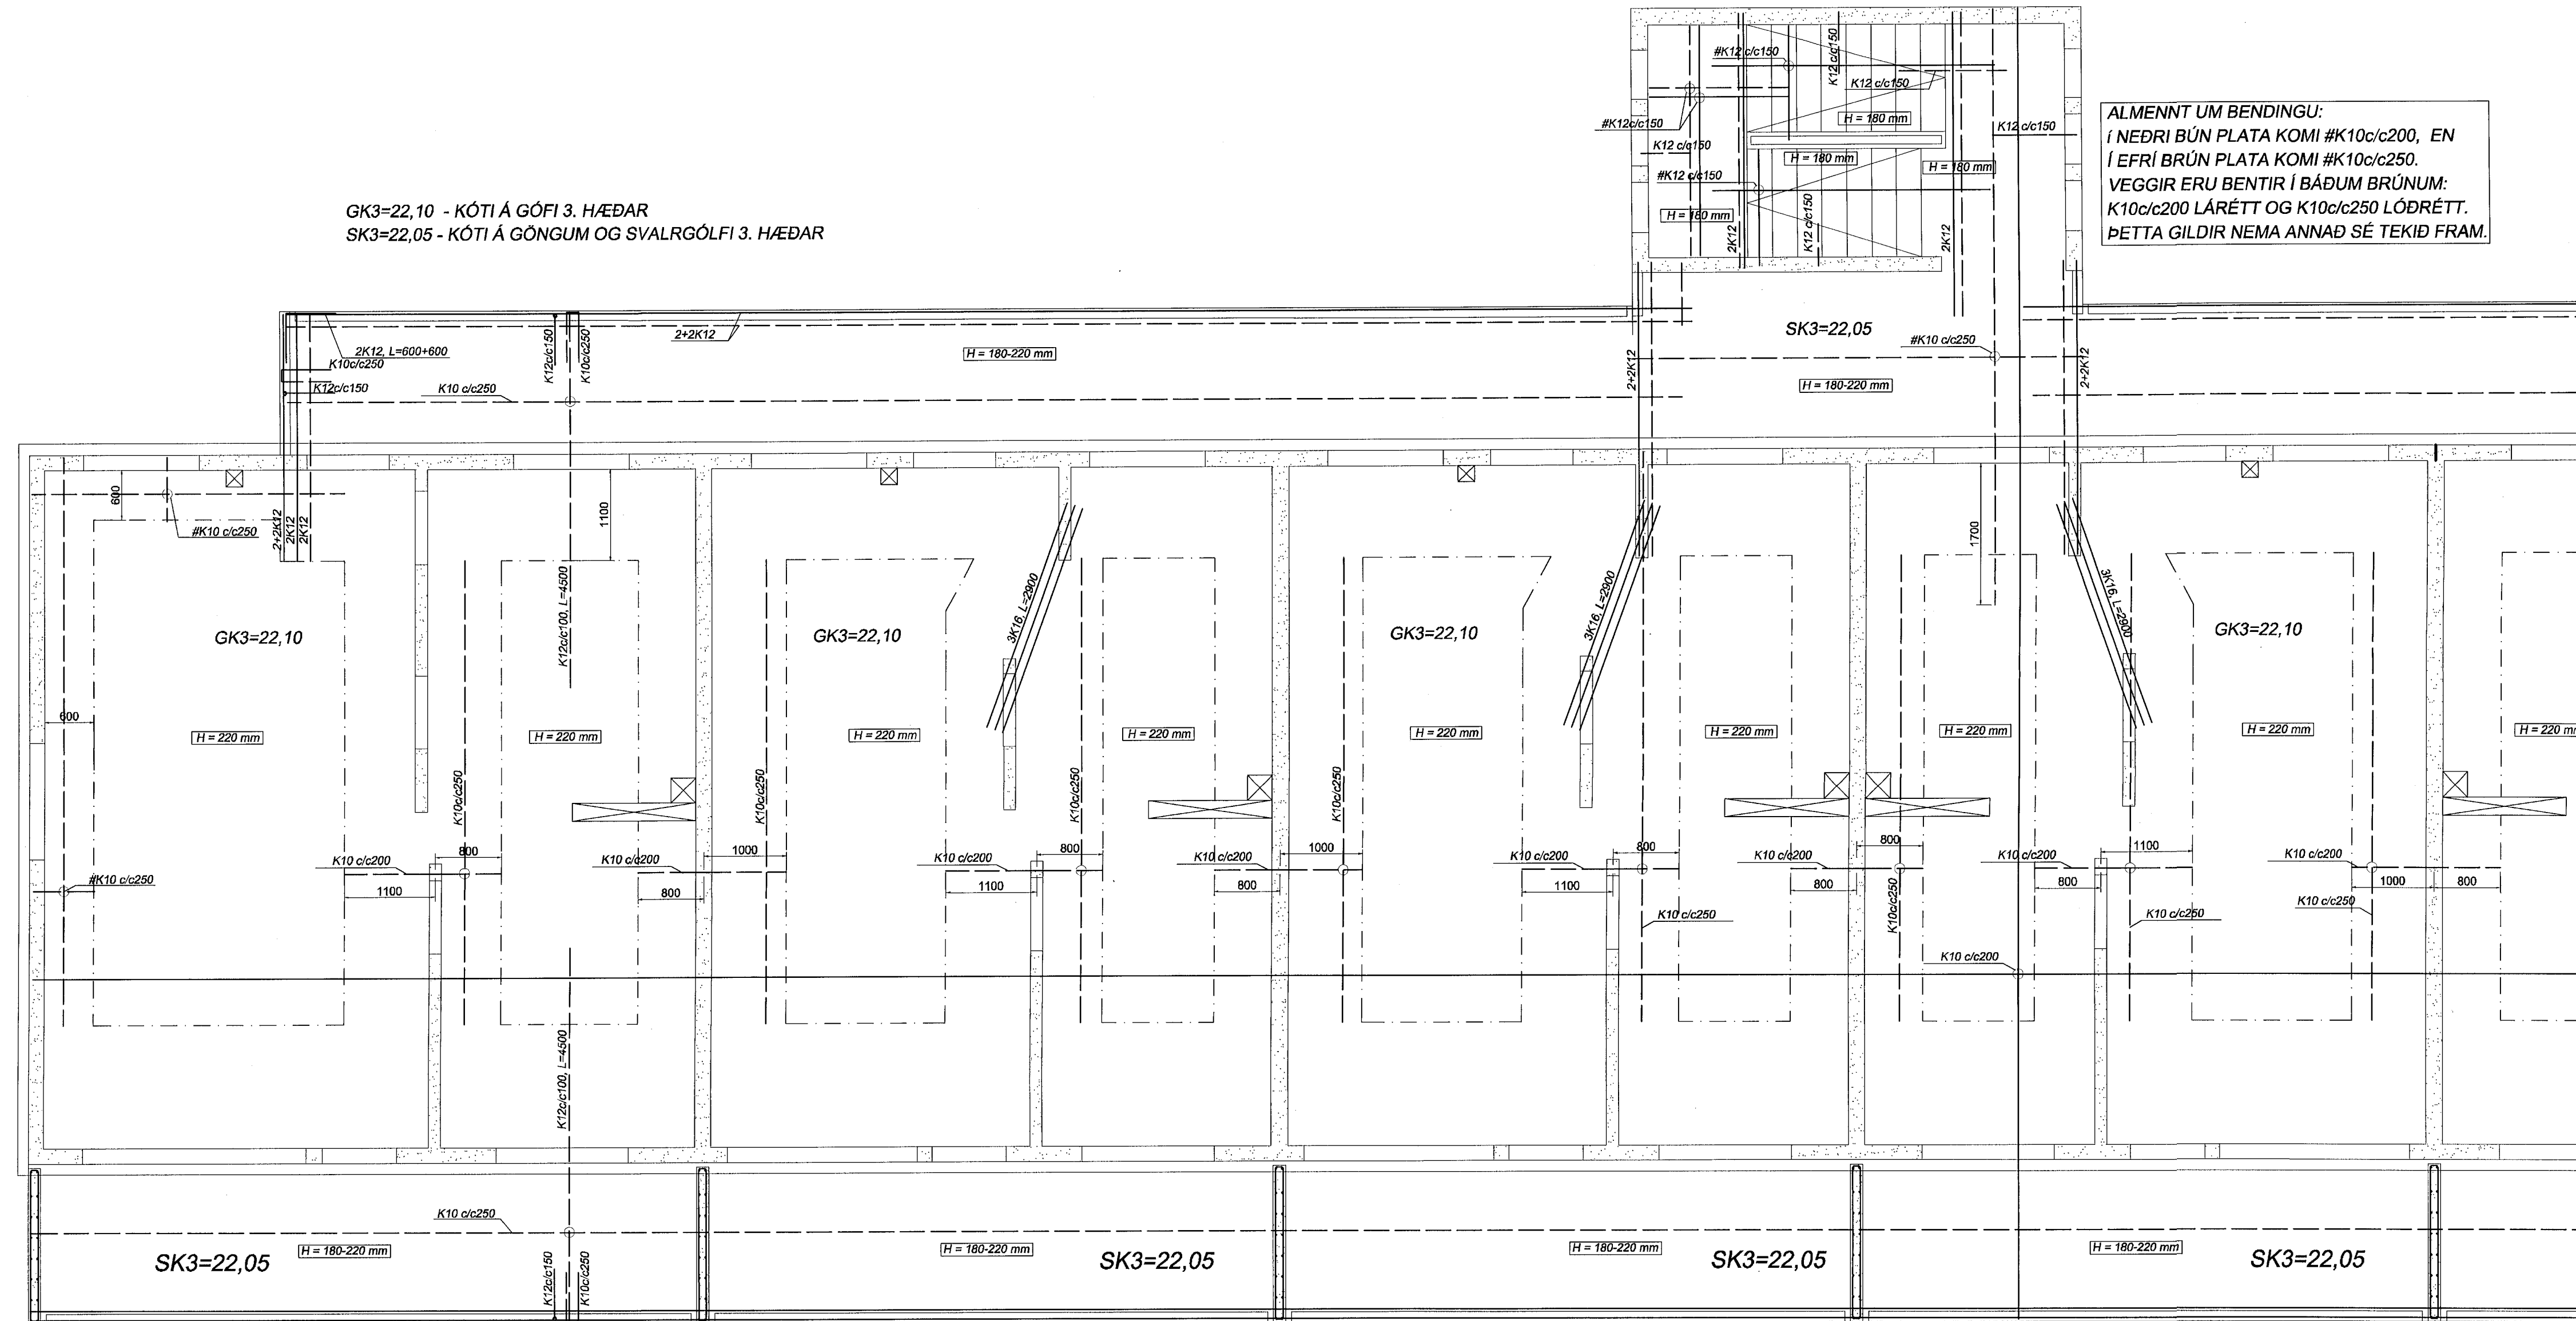 #K12 c/c150
K12 c/c150
K12 c/c150
#K12c/c150
H = 180 mm
K12 c/c150
K12 c/c150
H = 180 mm
H = 180 mm
#K12 c/c150
H = 180 mm
2K12
K12 c/c150
2K12
ALMENNT UM BENDINGU:
Í NEÐRI BÚN PLATA KOMI #K10c/c200, EN
Í EFRÍ BRÚN PLATA KOMI #K10c/c250.
VEGGIR ERU BENTIR Í BÁÐUM BRÚNUM:
K10c/c200 LÁRÉTT OG K10c/c250 LÓÐRÉTT.
ÞETTA GILDIR NEMA ANNAÐ SÉ TEKIÐ FRAM.
GK3=22,10 - KÓTI Á GÓFI 3. HÆÐAR
SK3=22,05 - KÓTI Á GÖNGUM OG SVALRGÓLFI 3. HÆÐAR
2K12, L=600+600
K10c/c250
K12c/c150
K10 c/c250
K12c/c150
K10c/c250
2+2K12
H = 180-220 mm
2+2K12
SK3=22,05
#K10 c/c250
H = 180-220 mm
2+2K12
600
#K10 c/c250
2+2K12
2K12
2K12
1100
1700
K12c/c100, L=4500
3K16, L=2900
3K16, L=2900
3K16, L=2900
GK3=22,10
GK3=22,10
GK3=22,10
GK3=22,10
600
H = 220 mm
H = 220 mm
H = 220 mm
H = 220 mm
H = 220 mm
H = 220 mm
H = 220 mm
H = 220 mm
H = 220 mm
K10c/c250
K10c/c250
K10c/c250
K10c/c250
#K10 c/c250
K10 c/c200
800
1100
K10 c/c200
800
1000
K10 c/c200
1100
800
K10 c/c200
800
1000
K10 c/c200
1100
800
K10 c/c250
K10 c/c200
800
800
K10c/c250
K10 c/c200
800
1100
K10 c/c250
K10 c/c200
1000
800
K10 c/c250
K10 c/c200
K12c/c100, L=4500
K10 c/c250
SK3=22,05
H = 180-220 mm
K12c/c150
K10c/c250
H = 180-220 mm
SK3=22,05
H = 180-220 mm
SK3=22,05
H = 180-220 mm
SK3=22,05